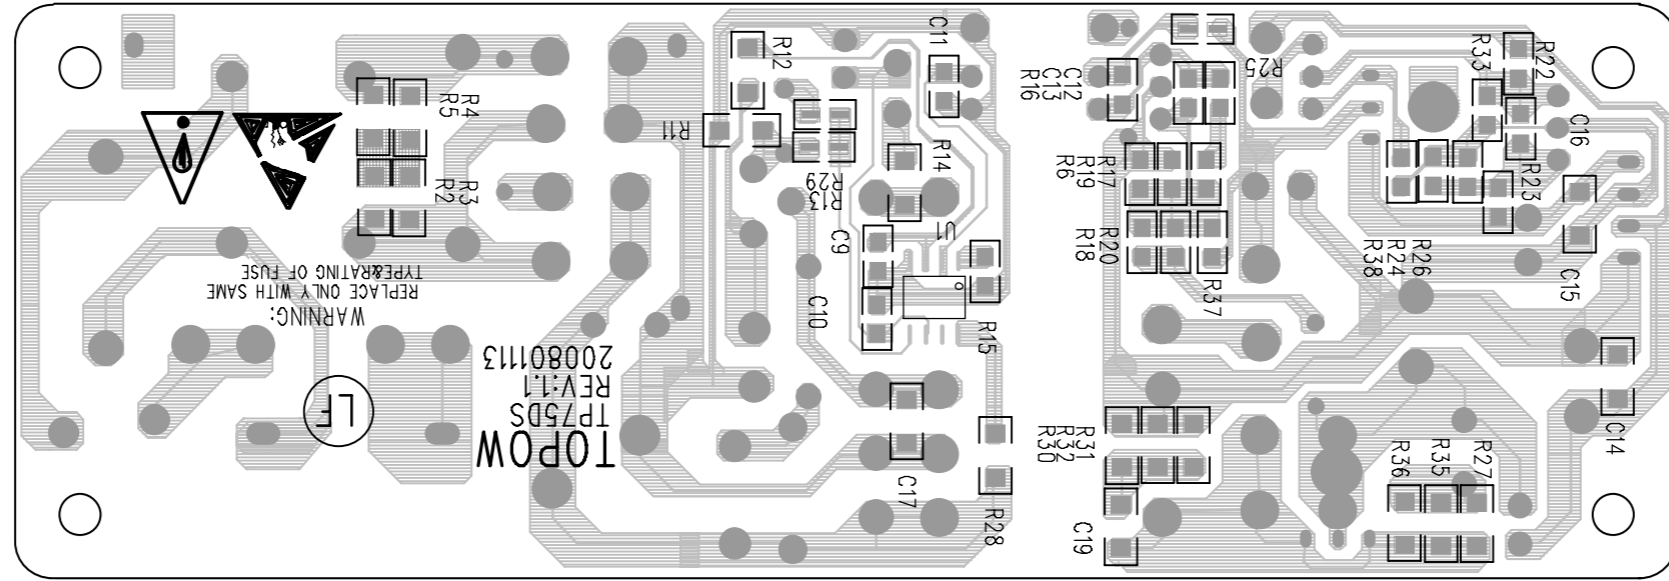 R12
C11
R11
R4
R5
R3
R2
R14
R29
R13
C9
U1
C10
R15
C17
R28
WARNING:
REPLACE ONLY WITH SAME
TYPE&RATING OF FUSE
LF
TOPOW
TP75DS
REV:1.1
200801113
C12
C13
R16
R25
R33
R22
C16
R17
R19
R6
R23
R20
R18
R37
R26
R24
R38
C15
R31
R32
R30
C19
C14
R36
R35
R27